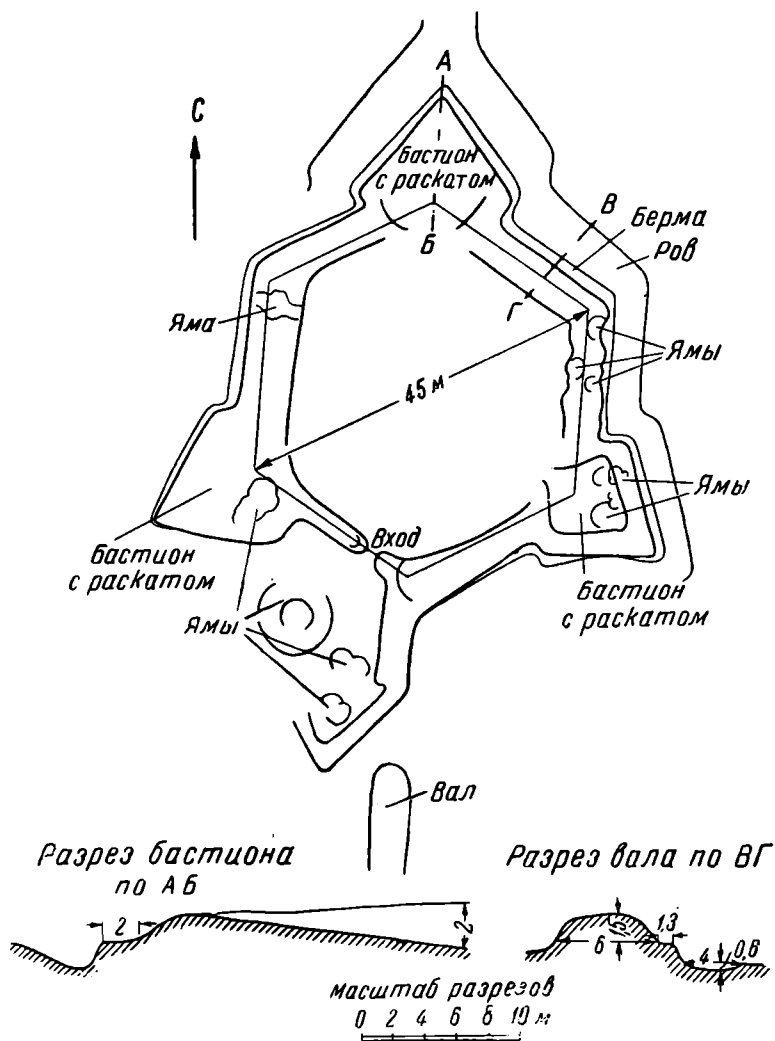 А
С
Бастион
с раскатом
В
Берма
Ров
Б
Г
Яма
Ямы
45 м
Ямы
Вход
Бастион
с раскатом
Бастион
с раскатом
Ямы
Вал
Разрез бастиона
по АБ
Разрез вала по ВГ
2
2
6
1,5
1,3
4
0,8
Масштаб разрезов
0 2 4 6 8 10 м